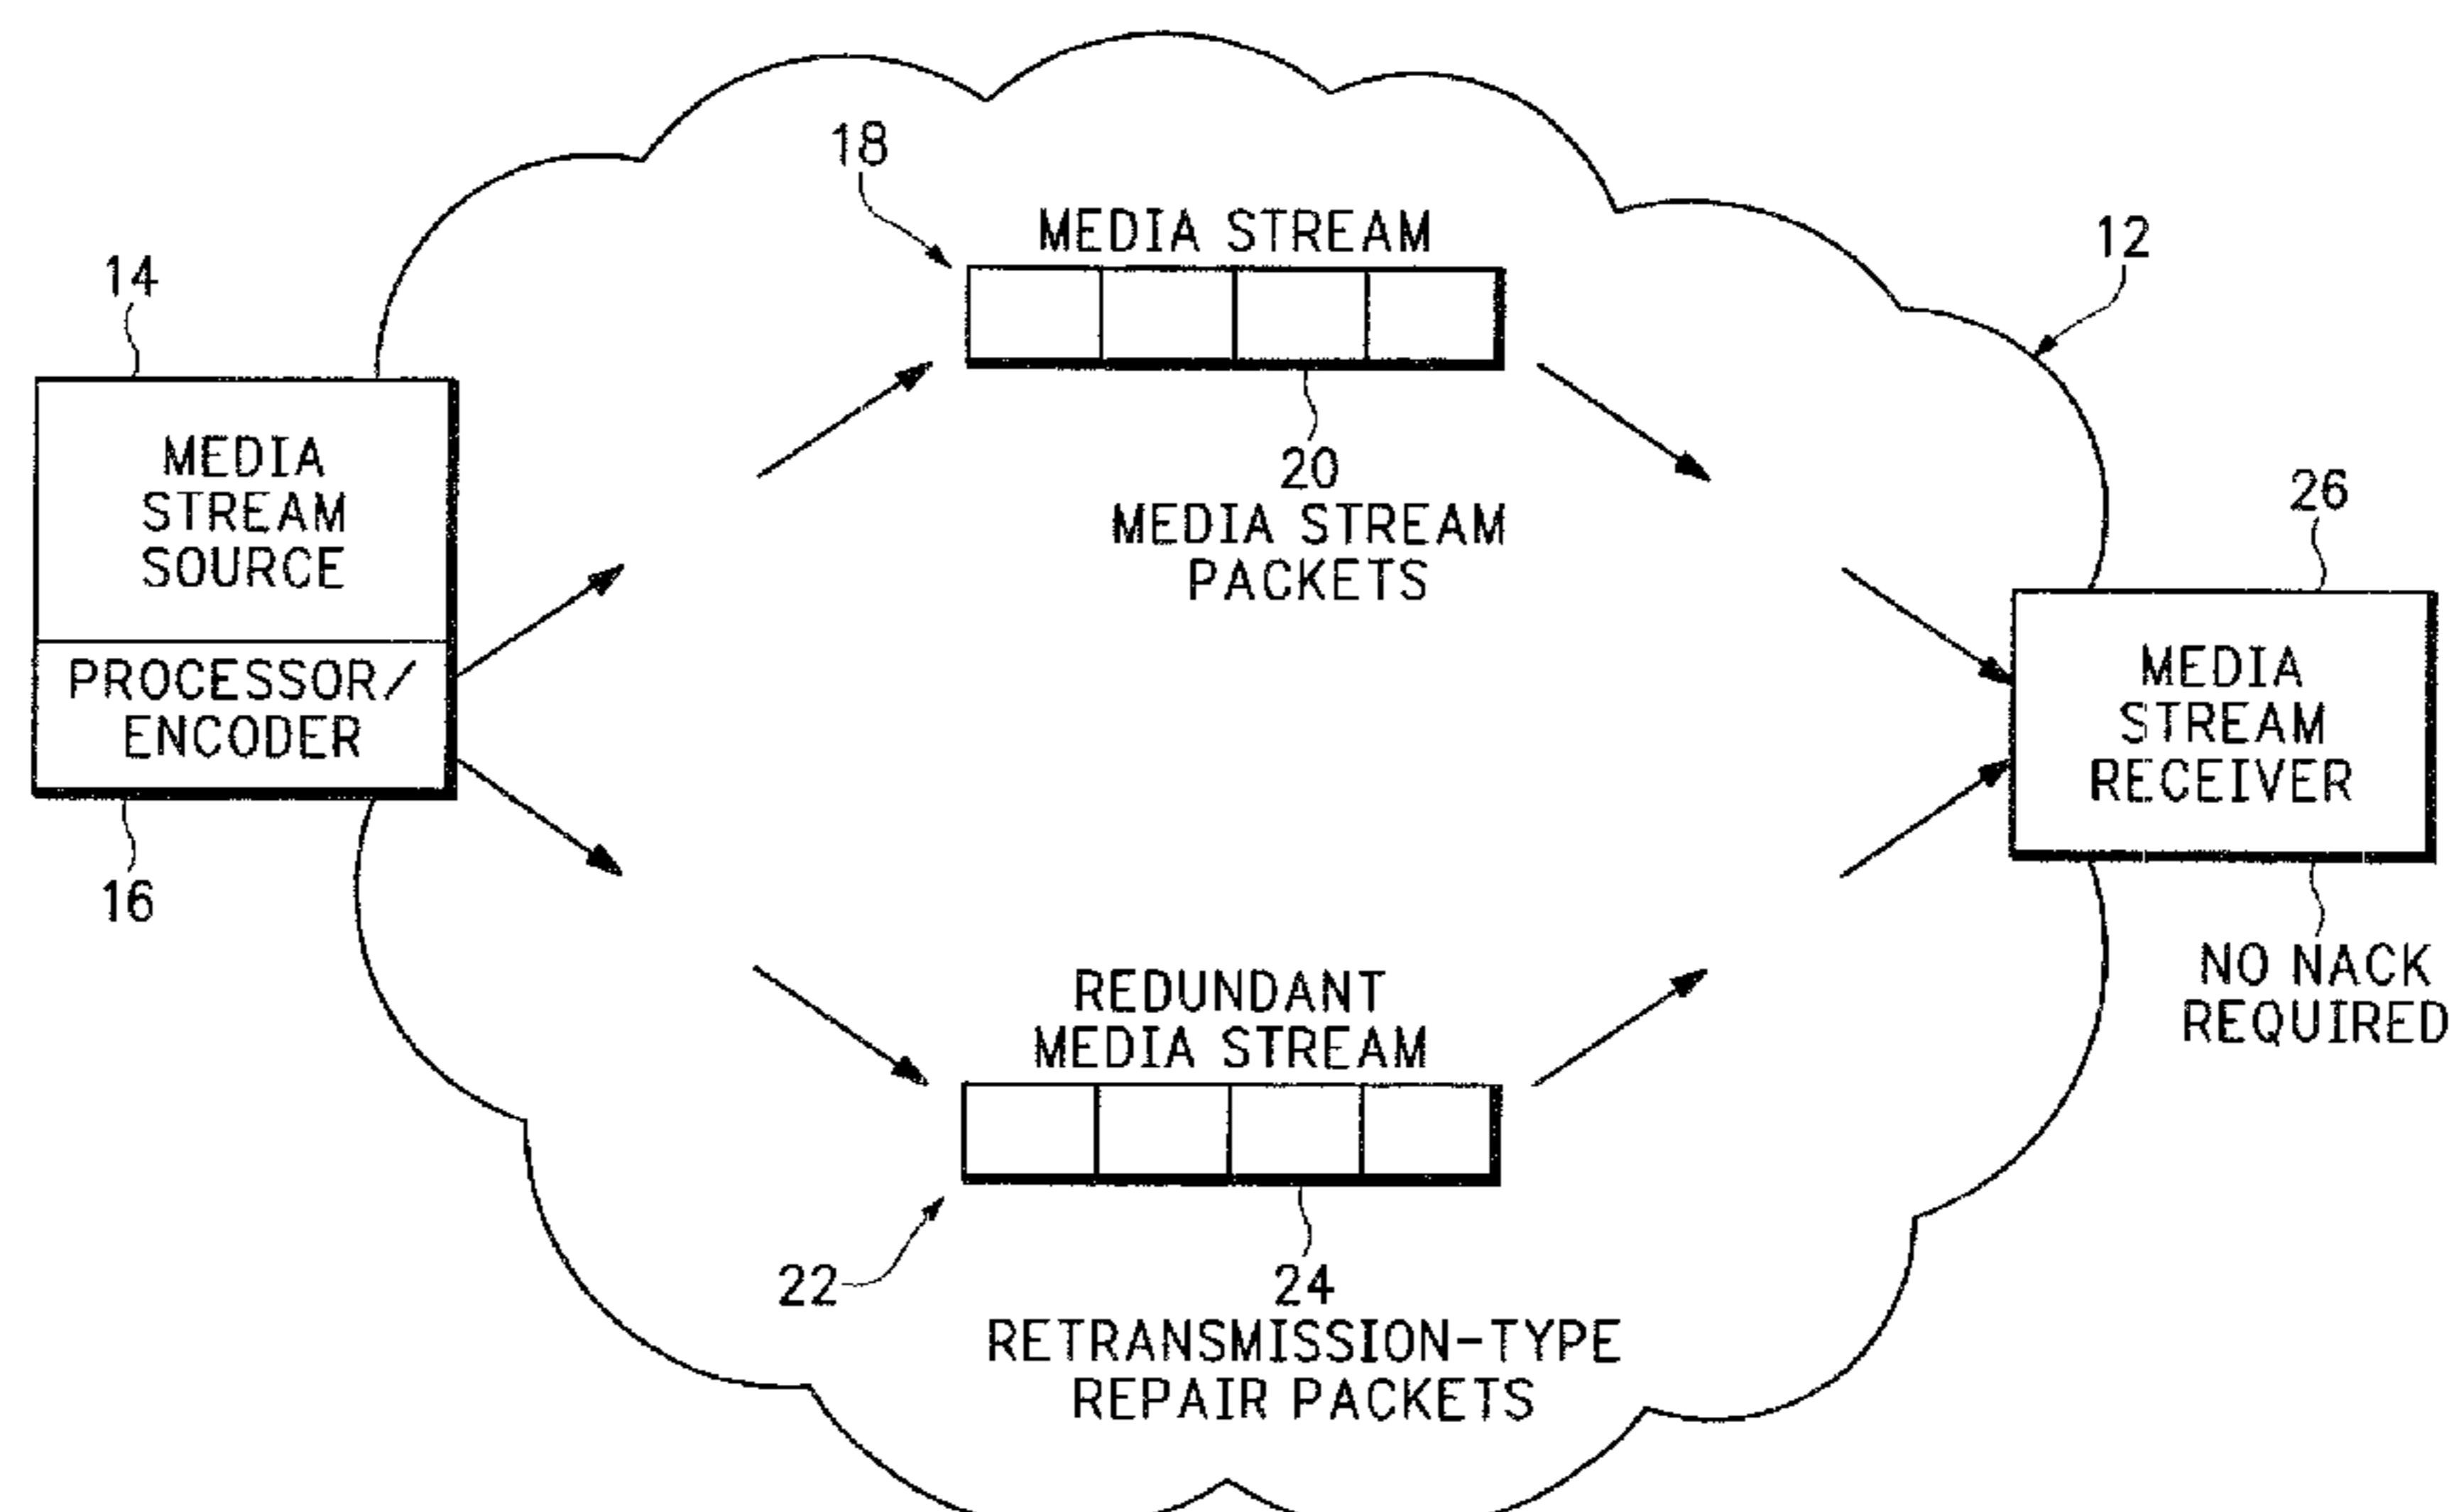 18
MEDIA STREAM
12
14
MEDIA
STREAM
SOURCE
20
MEDIA STREAM
PACKETS
26
PROCESSOR/
ENCODER
MEDIA
STREAM
RECEIVER
16
NO NACK
REQUIRED
REDUNDANT
MEDIA STREAM
22
24
RETRANSMISSION-TYPE
REPAIR PACKETS